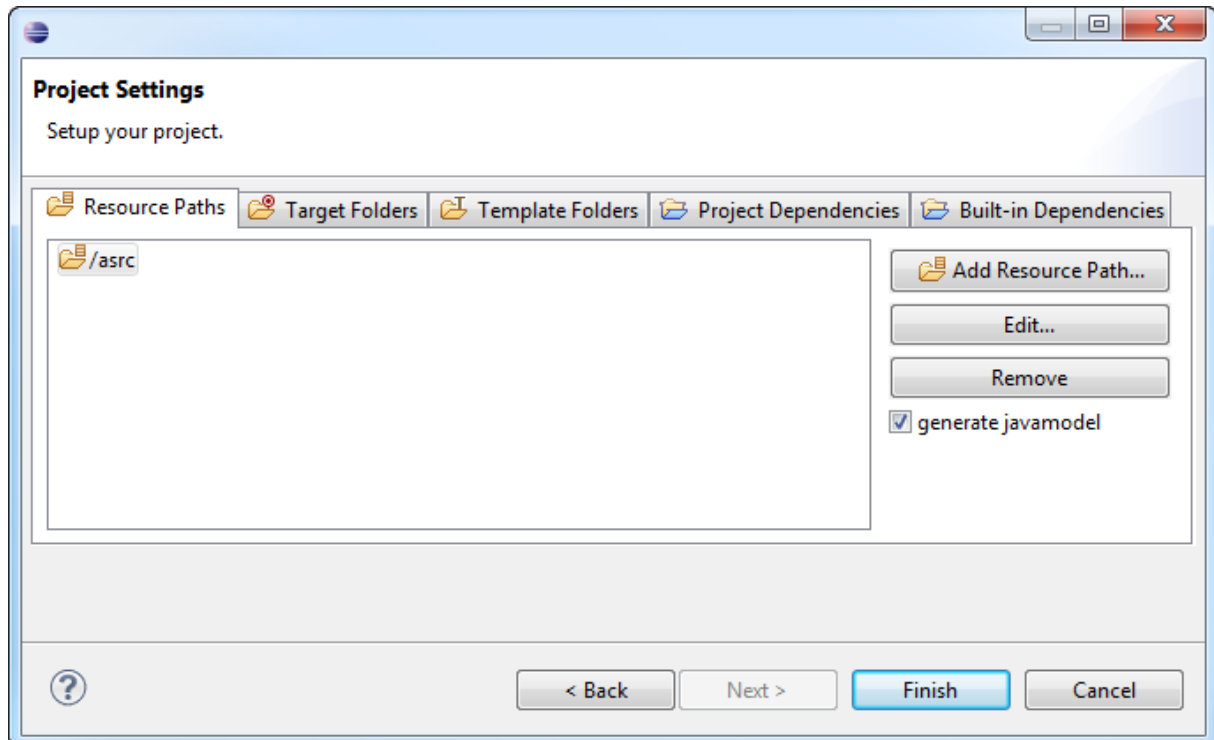 Project Settings
Setup your project.
Resource Paths Target Folders Template Folders Project Dependencies Built-in Dependencies
/asrc
Add Resource Path...
Edit...
Remove
generate javamodel
? < Back Next > Finish Cancel